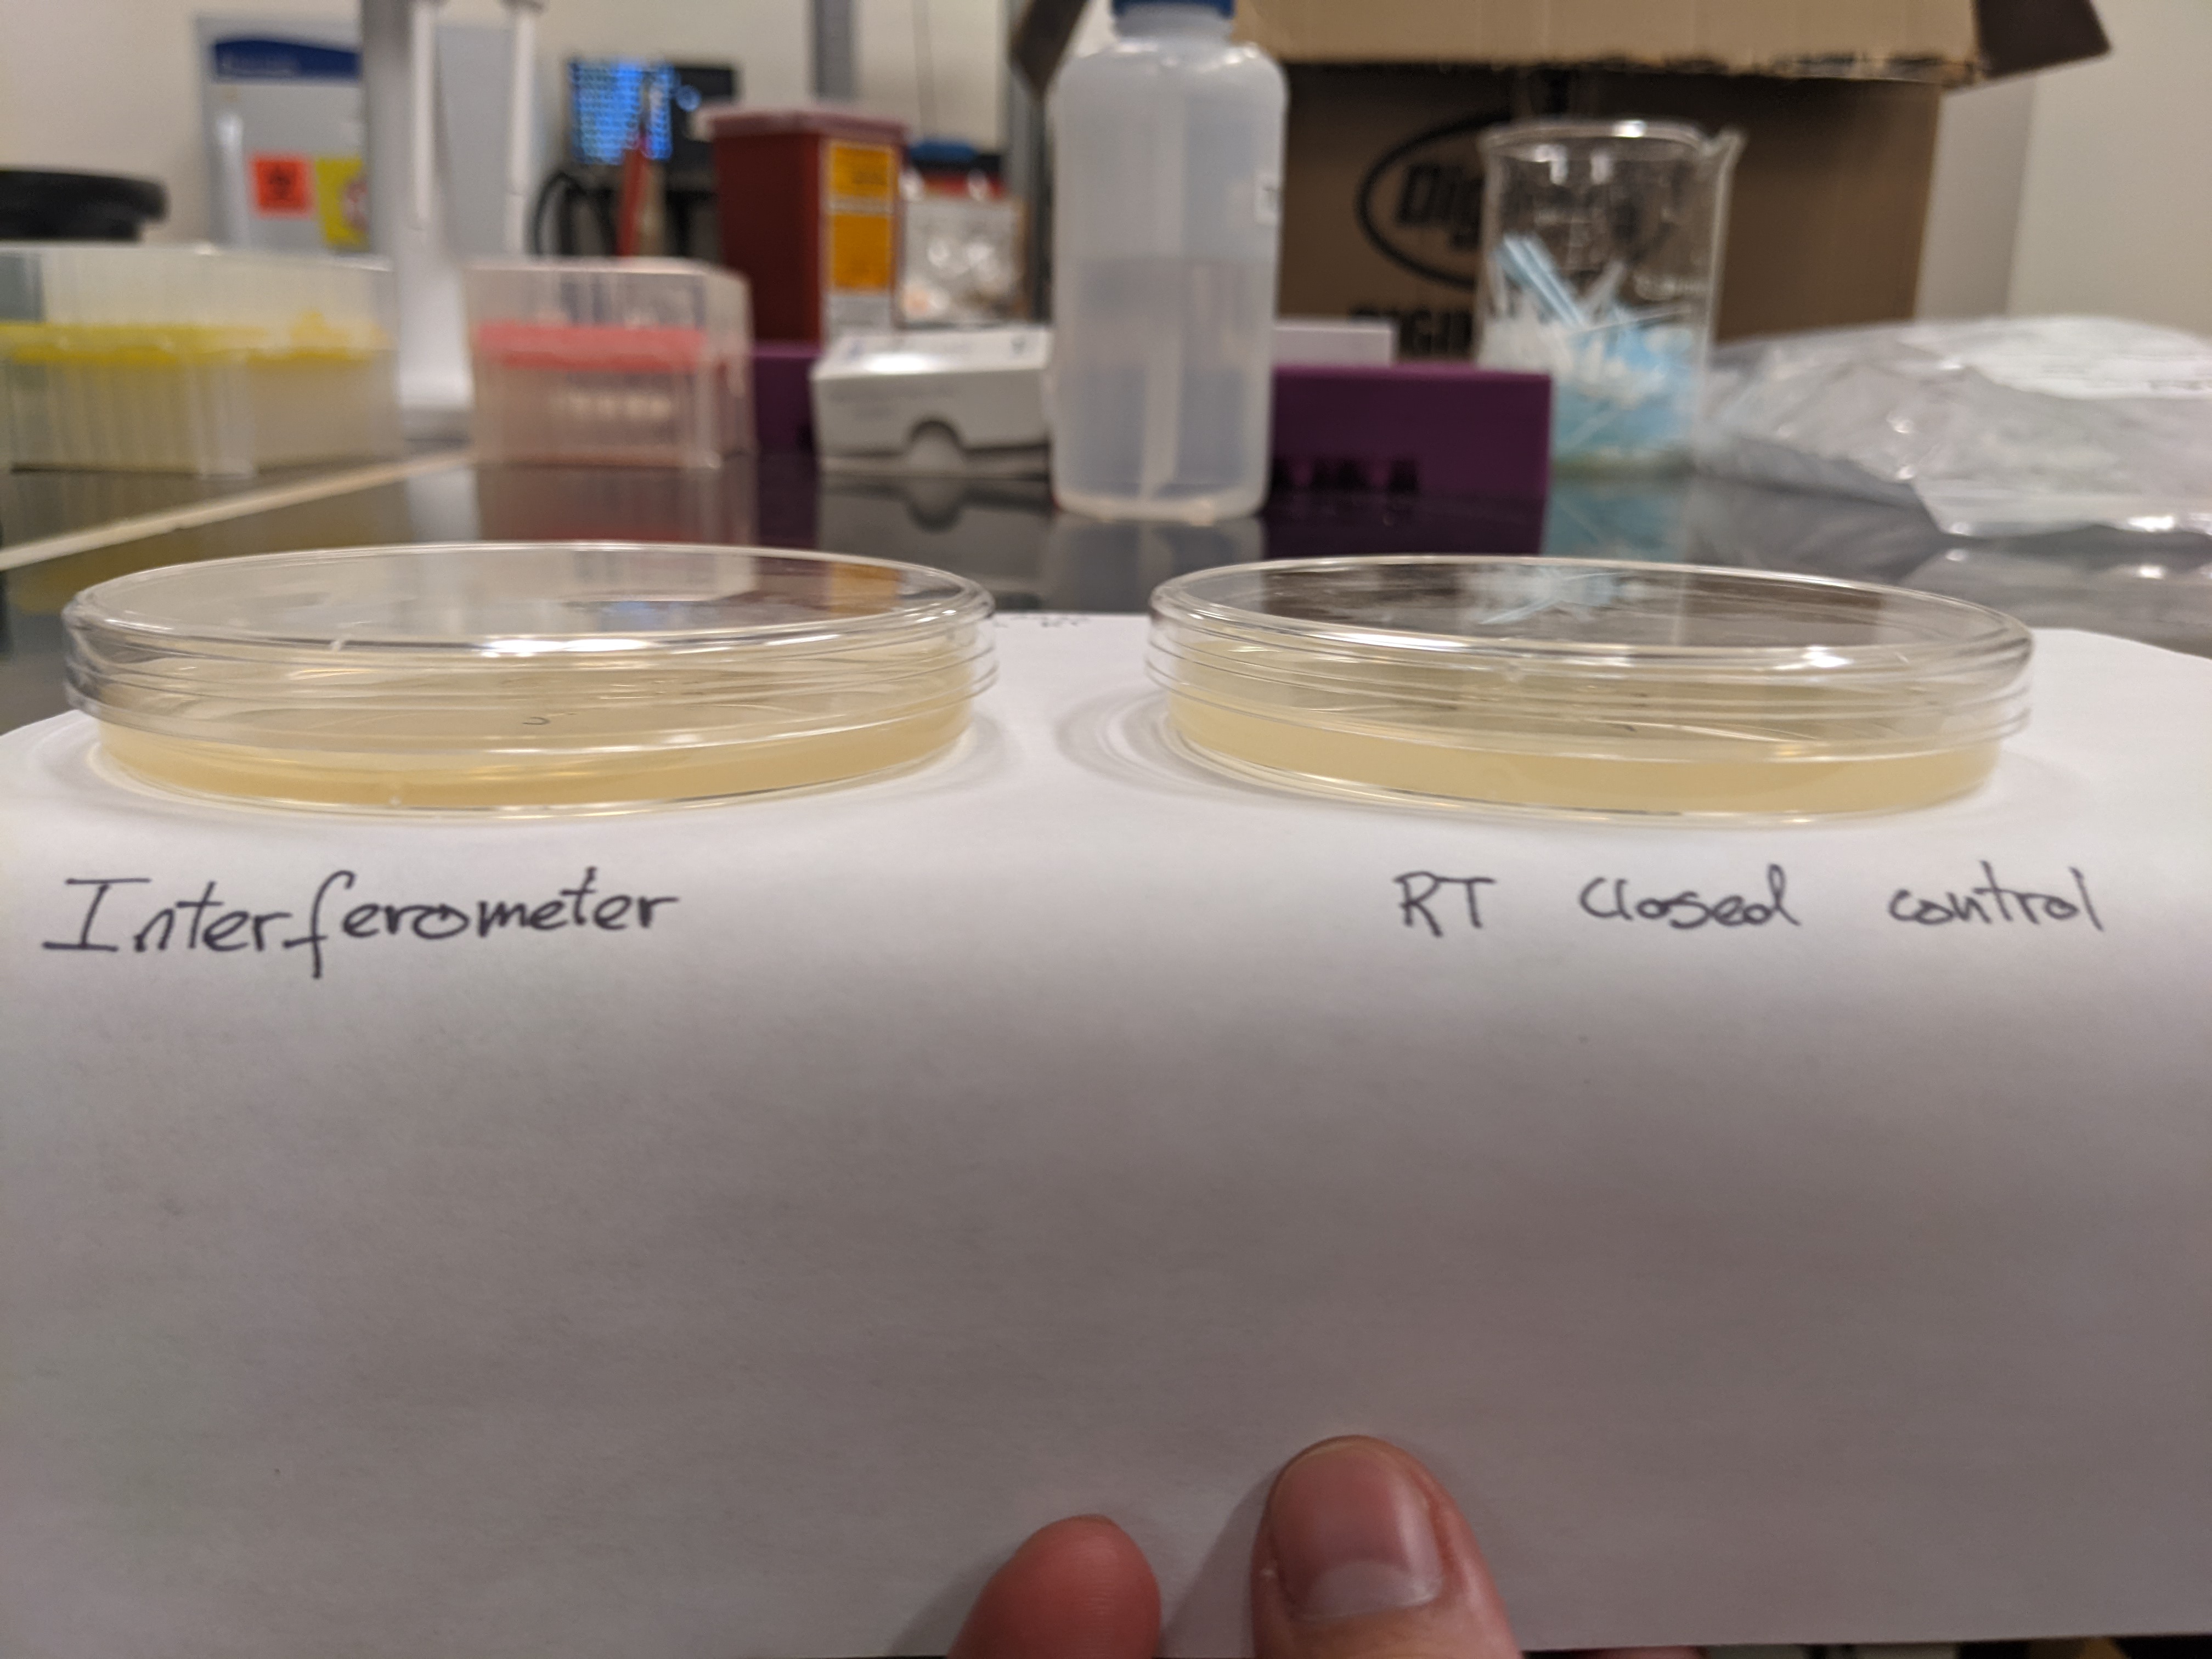 Interferometer
RT Closed control